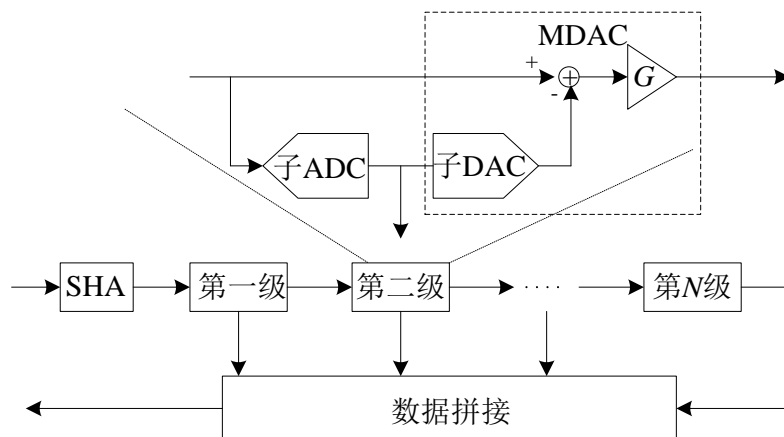 MDAC
+
-
G
子ADC
子DAC
SHA
第一级
第二级
····
第N级
数据拼接